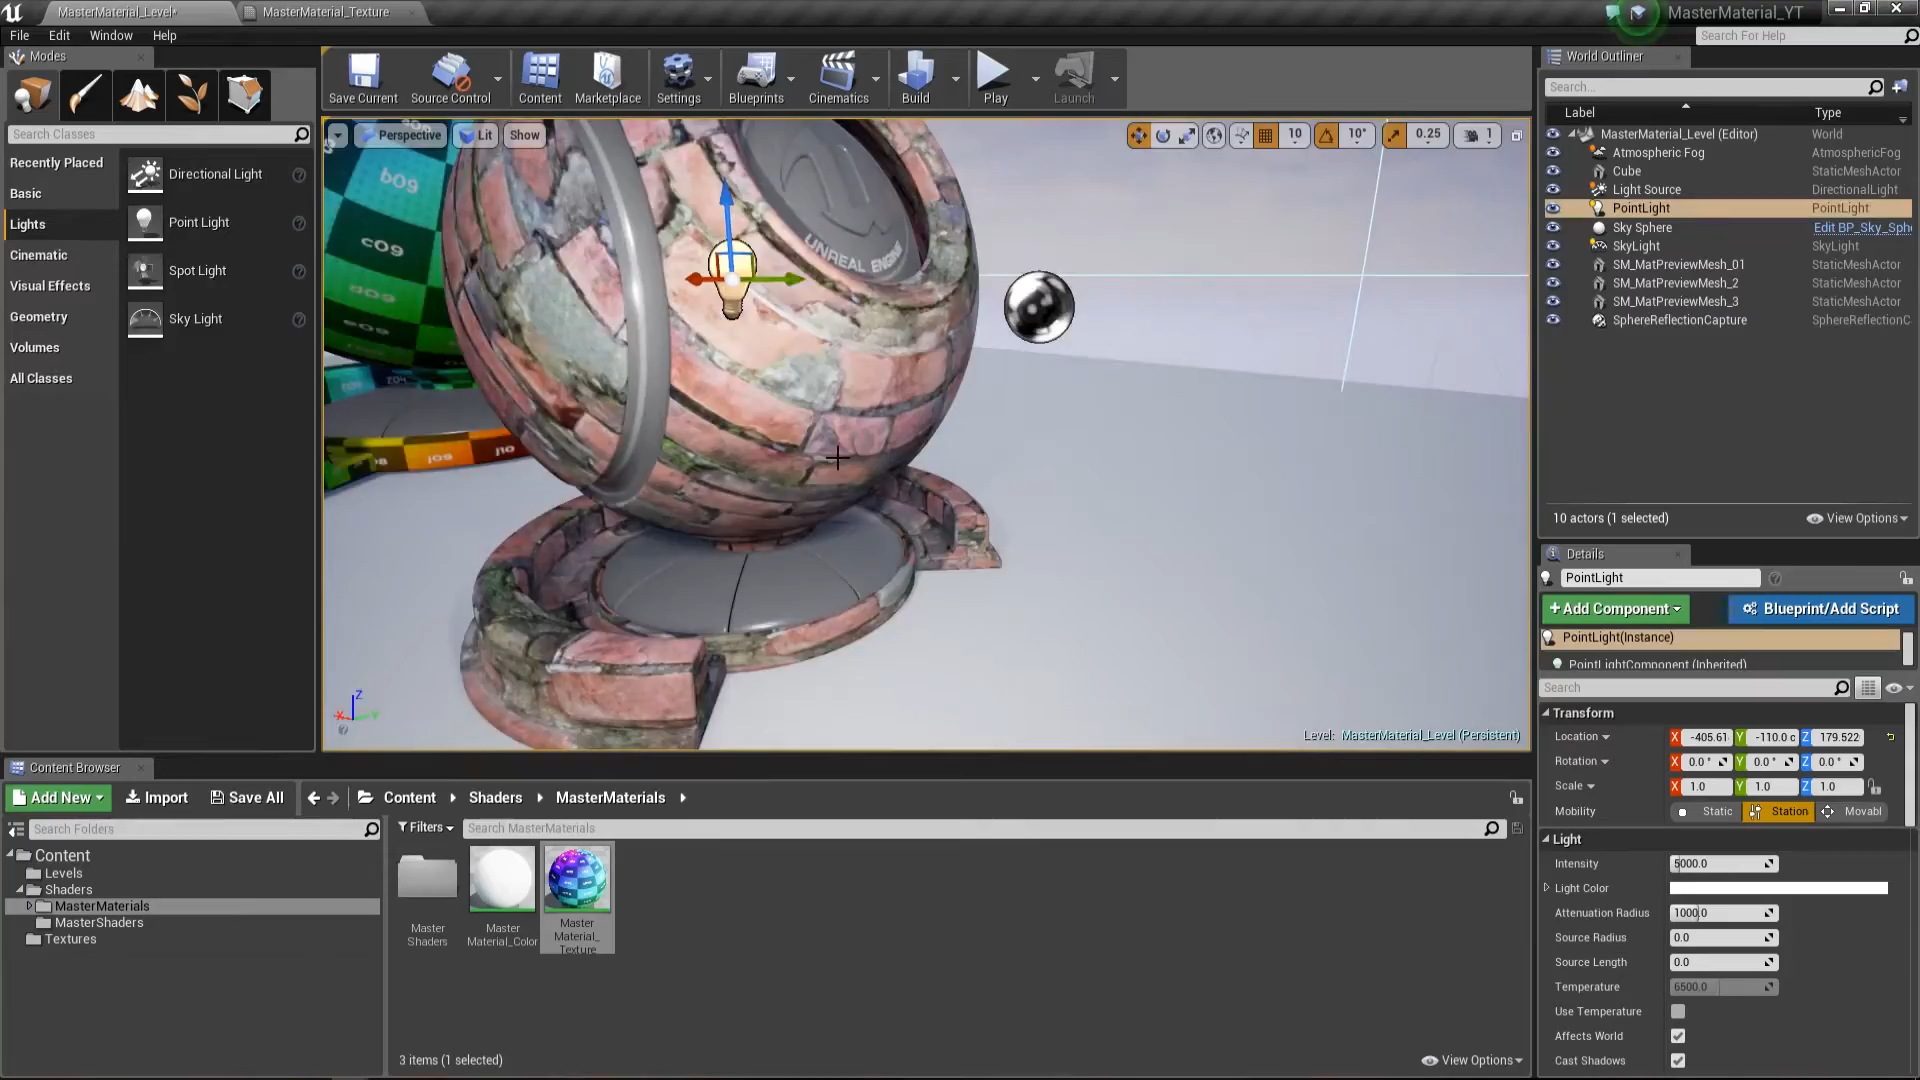 MasterMaterial_Level*
MasterMaterial_Texture
MasterMaterial_YT
File Edit Window Help
Search For Help
Modes
Search Classes
Recently Placed
Basic
Lights
Cinematic
Visual Effects
Geometry
Volumes
All Classes
Directional Light
Point Light
Spot Light
Sky Light
Save Current
Source Control
Content
Marketplace
Settings
Blueprints
Cinematics
Build
Play
Launch
Perspective
Lit
Show
10
10°
0.25
1
b09
c09
UNREAL ENGINE
j09
j10
Z
X
Y
Level: MasterMaterial_Level (Persistent)
World Outliner
Search...
Label Type
MasterMaterial_Level (Editor) World
Atmospheric Fog AtmosphericFog
Cube StaticMeshActor
Light Source DirectionalLight
PointLight PointLight
Sky Sphere Edit BP_Sky_Sph
SkyLight SkyLight
SM_MatPreviewMesh_01 StaticMeshActor
SM_MatPreviewMesh_2 StaticMeshActor
SM_MatPreviewMesh_3 StaticMeshActor
SphereReflectionCapture SphereReflectionC
10 actors (1 selected)
View Options
Details
PointLight
+Add Component
Blueprint/Add Script
PointLight(Instance)
PointLightComponent (Inherited)
Search
Transform
Location X -405.61 Y -110.0 c Z 179.522
Rotation X 0.0 ° Y 0.0 ° Z 0.0 °
Scale X 1.0 Y 1.0 Z 1.0
Mobility Static Station Movabl
Light
Intensity 5000.0
Light Color
Attenuation Radius 1000.0
Source Radius 0.0
Source Length 0.0
Temperature 6500.0
Use Temperature
Affects World
Cast Shadows
Content Browser
Add New
Import
Save All
Content
Shaders
MasterMaterials
Search Folders
Filters
Search MasterMaterials
Content
Levels
Shaders
MasterMaterials
MasterShaders
Textures
Master
Shaders
Master
Material_Color
Master
Material_
Texture
3 items (1 selected)
View Options